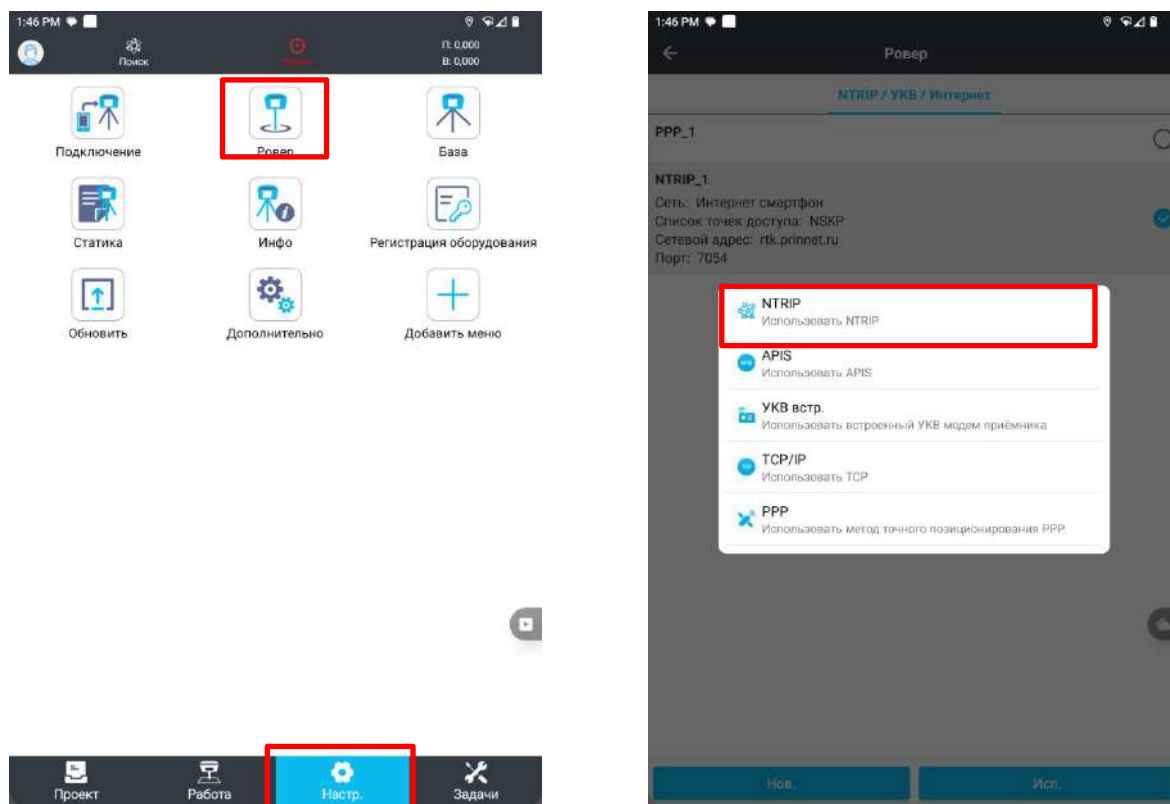 1:46 PM
Поиск
П: 0,000
В: 0,000
Подключение
Ровер
База
Статика
Инфо
Регистрация оборудования
Обновить
Дополнительно
Добавить меню
Проект
Работа
Настр.
Задачи
1:46 PM
Ровер
NTRIP / УКВ / Интернет
PPP_1
NTRIP_1
Сеть: Интернет смартфон
Список точек доступа: NSKP
Сетевой адрес: rtk.prinnet.ru
Порт: 7054
NTRIP
Использовать NTRIP
APIS
Использовать APIS
УКВ встр.
Использовать встроенный УКВ модем приёмника
TCP/IP
Использовать TCP
PPP
Использовать метод точного позиционирования PPP
Нов.
Исп.